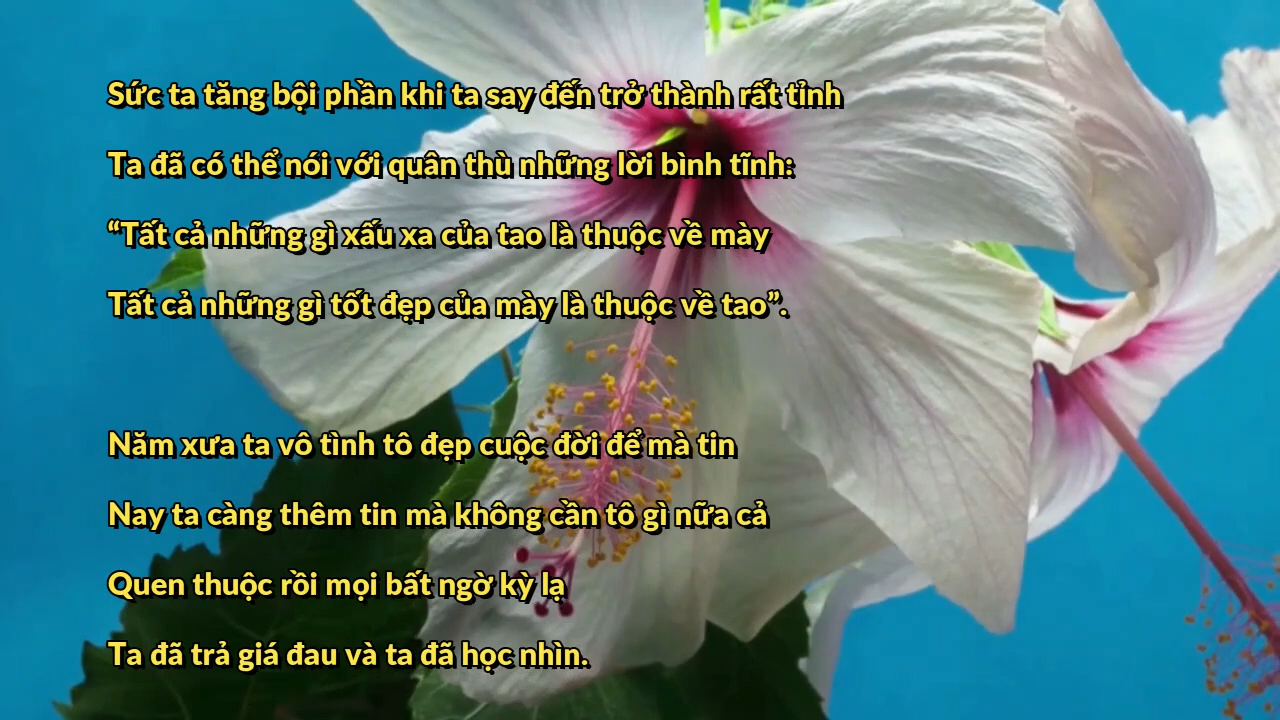 Sức ta tăng bội phần khi ta say đến trở thành rất tỉnh
Ta đã có thể nói với quân thù những lời bình tĩnh:
“Tất cả những gì xấu xa của tao là thuộc về mày
Tất cả những gì tốt đẹp của mày là thuộc về tao”.
Năm xưa ta vô tình tô đẹp cuộc đời để mà tin
Nay ta càng thêm tin mà không cần tô gì nữa cả
Quen thuộc rồi mọi bất ngờ kỳ lạ
Ta đã trả giá đau và ta đã học nhìn.